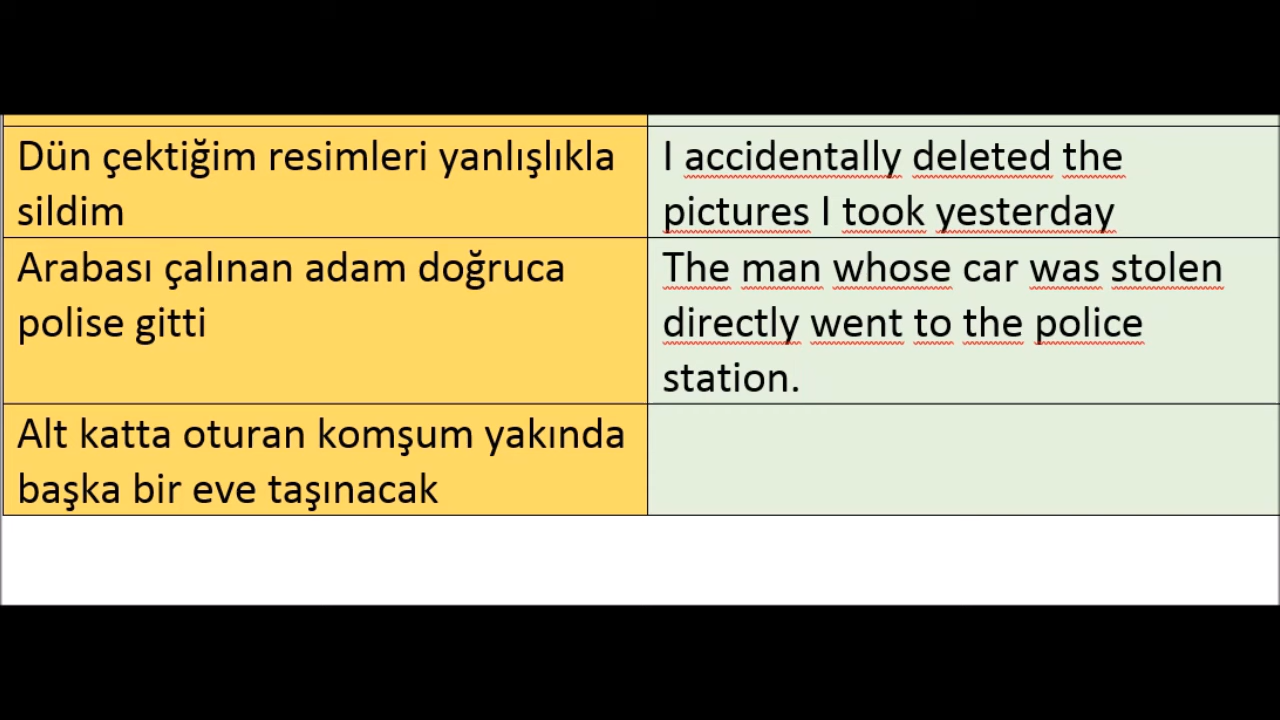 Dün çektiğim resimleri yanlışlıkla
sildim
I accidentally deleted the
pictures I took yesterday
Arabası çalınan adam doğruca
polise gitti
The man whose car was stolen
directly went to the police
station.
Alt katta oturan komşum yakında
başka bir eve taşınacak